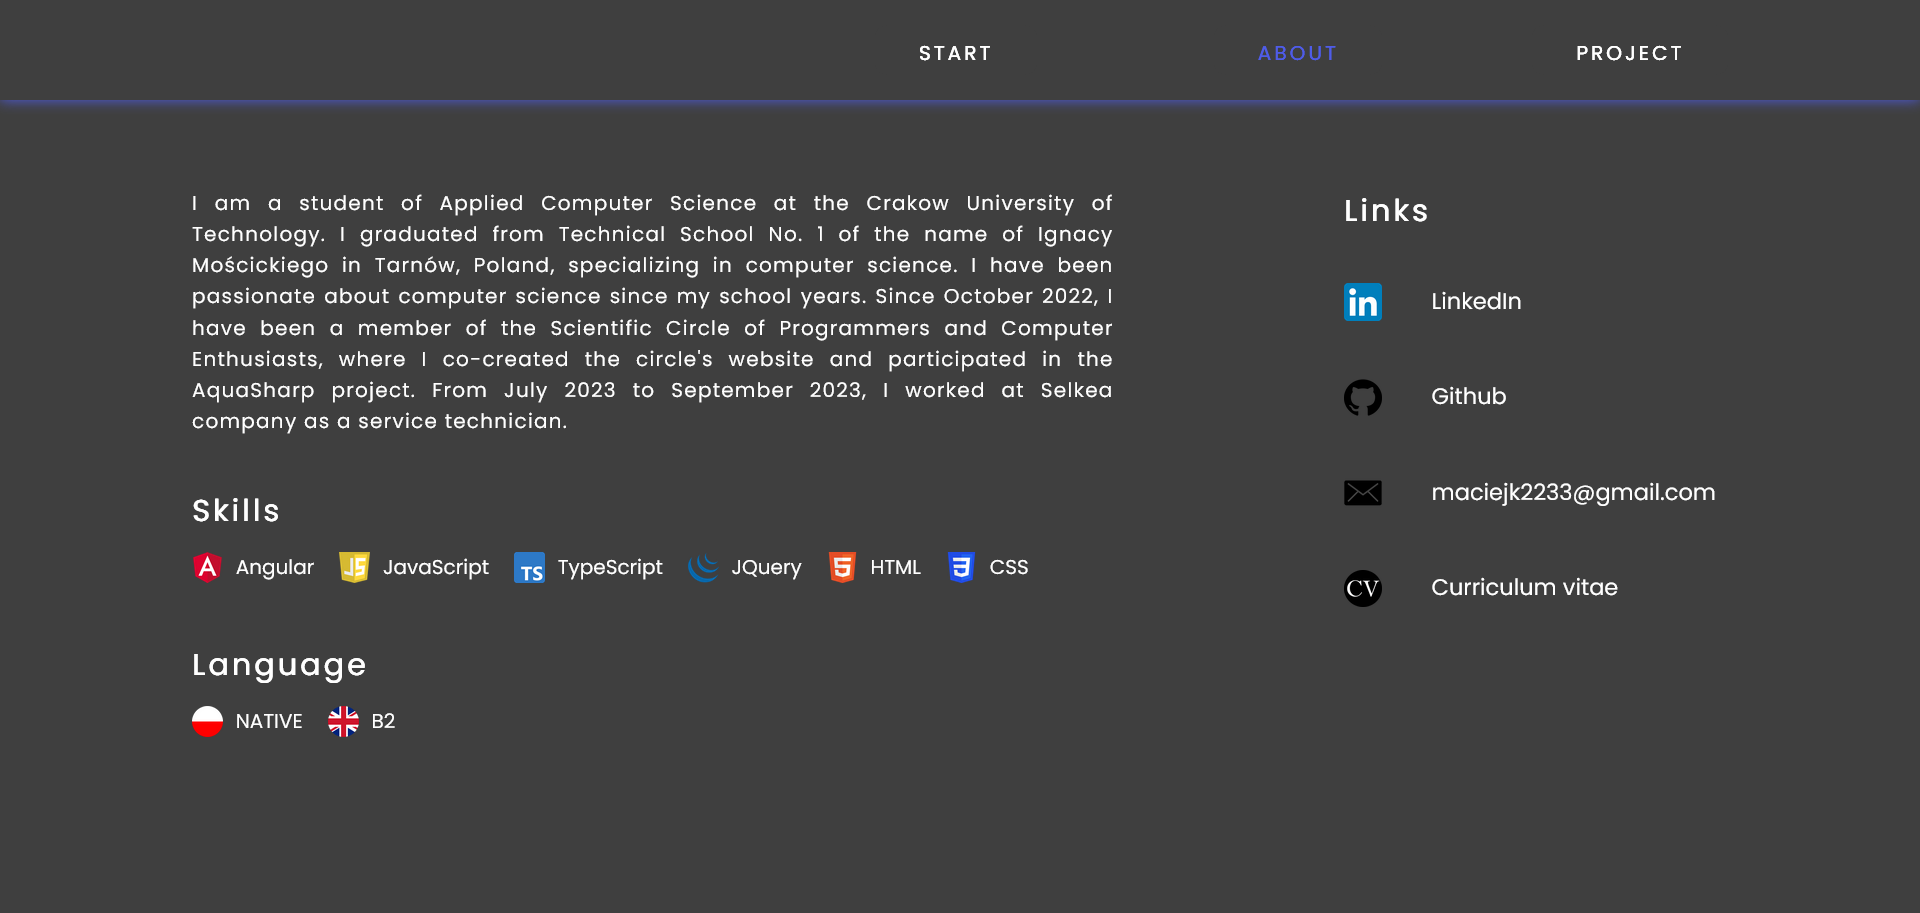 START
ABOUT
PROJECT
I am a student of Applied Computer Science at the Crakow University of
Technology. I graduated from Technical School No. 1 of the name of Ignacy
Mościckiego in Tarnów, Poland, specializing in computer science. I have been
passionate about computer science since my school years. Since October 2022, I
have been a member of the Scientific Circle of Programmers and Computer
Enthusiasts, where I co-created the circle's website and participated in the
AquaSharp project. From July 2023 to September 2023, I worked at Selkea
company as a service technician.
Skills
A Angular JS JavaScript TS TypeScript JQuery 5 HTML 3 CSS
Language
NATIVE B2
Links
in LinkedIn
Github
maciejk2233@gmail.com
CV Curriculum vitae